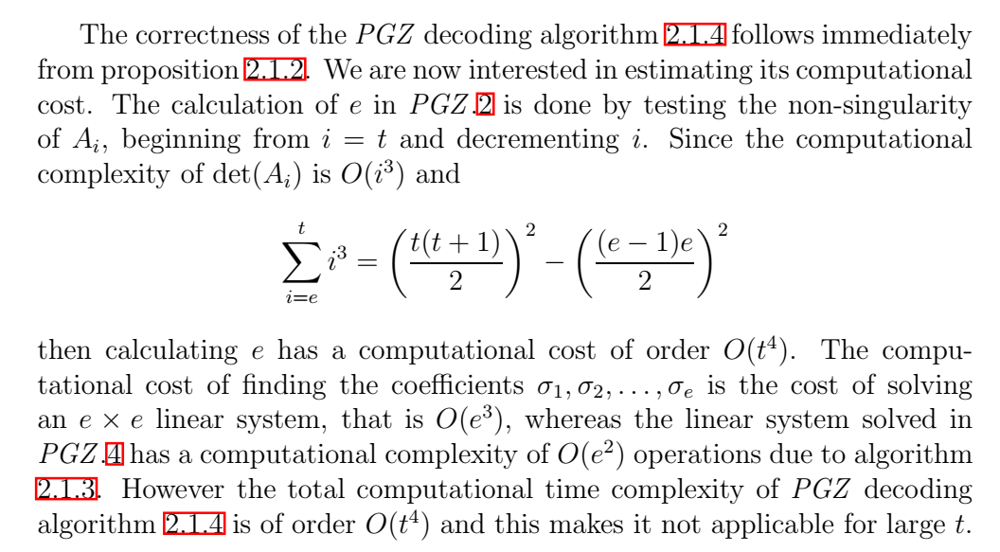 The correctness of the PGZ decoding algorithm 2.1.4 follows immediately
from proposition 2.1.2. We are now interested in estimating its computational
cost. The calculation of e in PGZ.2 is done by testing the non-singularity
of A_i, beginning from i = t and decrementing i. Since the computational
complexity of det(A_i) is O(i^3) and
\sum_{i=e}^{t} i^3 = \left( \frac{t(t+1)}{2} \right)^2 - \left( \frac{(e-1)e}{2} \right)^2
then calculating e has a computational cost of order O(t^4). The compu-
tational cost of finding the coefficients σ_1, σ_2, . . . , σ_e is the cost of solving
an e × e linear system, that is O(e^3), whereas the linear system solved in
PGZ.4 has a computational complexity of O(e^2) operations due to algorithm
2.1.3. However the total computational time complexity of PGZ decoding
algorithm 2.1.4 is of order O(t^4) and this makes it not applicable for large t.